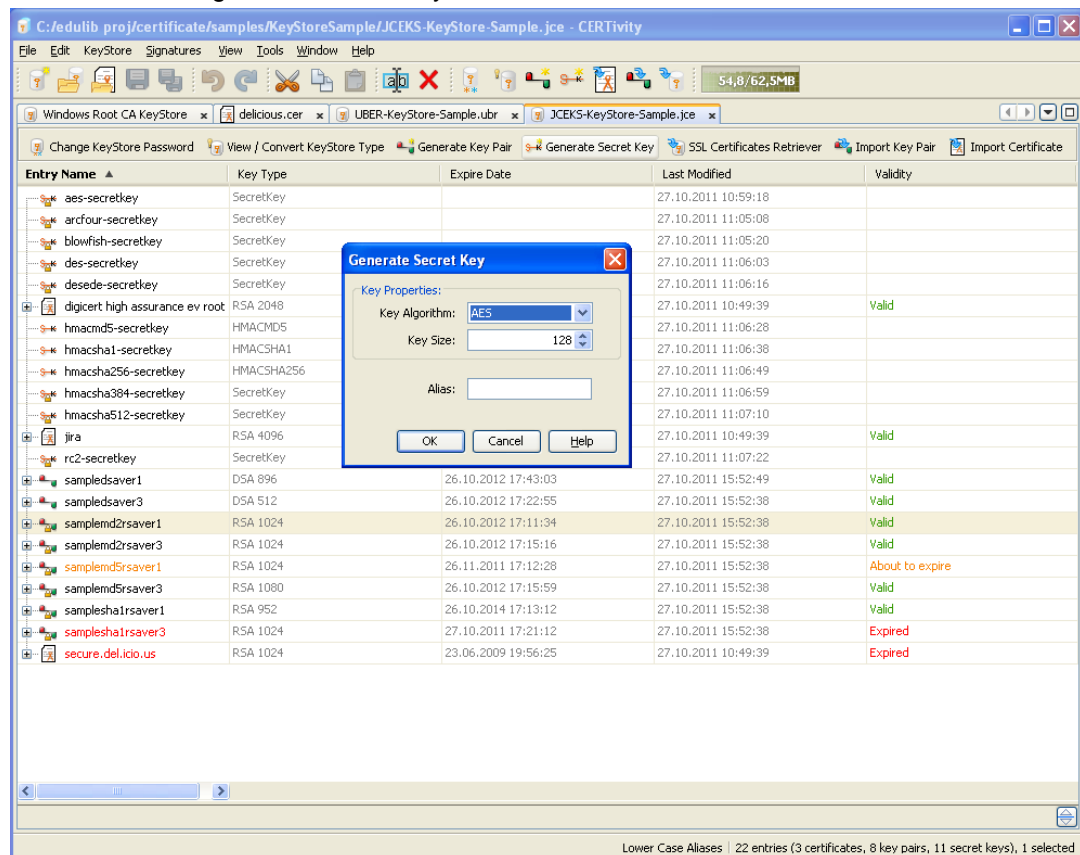 C:/edulib proj/certificate/samples/KeyStoreSample/JCEKS-KeyStore-Sample.jce - CERTivity
File Edit KeyStore Signatures View Tools Window Help
54,8/62,5MB
Windows Root CA KeyStore delicious.cer UBER-KeyStore-Sample.ubr JCEKS-KeyStore-Sample.jce
Change KeyStore Password View / Convert KeyStore Type Generate Key Pair Generate Secret Key SSL Certificates Retriever Import Key Pair Import Certificate
Entry Name Key Type Expire Date Last Modified Validity
aes-secretkey SecretKey 27.10.2011 10:59:18
arcfour-secretkey SecretKey 27.10.2011 11:05:08
blowfish-secretkey SecretKey 27.10.2011 11:05:20
des-secretkey SecretKey 27.10.2011 11:06:03
desede-secretkey SecretKey 27.10.2011 11:06:16
digicert high assurance ev root RSA 2048 27.10.2011 10:49:39 Valid
hmacmd5-secretkey HMACMD5 27.10.2011 11:06:28
hmacsha1-secretkey HMACSHA1 27.10.2011 11:06:38
hmacsha256-secretkey HMACSHA256 27.10.2011 11:06:49
hmacsha384-secretkey SecretKey 27.10.2011 11:06:59
hmacsha512-secretkey SecretKey 27.10.2011 11:07:10
jira RSA 4096 27.10.2011 10:49:39 Valid
rc2-secretkey SecretKey 27.10.2011 11:07:22
sampledsaver1 DSA 896 26.10.2012 17:43:03 27.10.2011 15:52:49 Valid
sampledsaver3 DSA 512 26.10.2012 17:22:55 27.10.2011 15:52:38 Valid
samplemd2rsaver1 RSA 1024 26.10.2012 17:11:34 27.10.2011 15:52:38 Valid
samplemd2rsaver3 RSA 1024 26.10.2012 17:15:16 27.10.2011 15:52:38 Valid
samplemd5rsaver1 RSA 1024 26.11.2011 17:12:28 27.10.2011 15:52:38 About to expire
samplemd5rsaver3 RSA 1080 26.10.2012 17:15:59 27.10.2011 15:52:38 Valid
samplesha1rsaver1 RSA 952 26.10.2014 17:13:12 27.10.2011 15:52:38 Valid
samplesha1rsaver3 RSA 1024 27.10.2011 17:21:12 27.10.2011 15:52:38 Expired
secure.del.icio.us RSA 1024 23.06.2009 19:56:25 27.10.2011 10:49:39 Expired
Generate Secret Key
Key Properties:
Key Algorithm: AES
Key Size: 128
Alias:
OK Cancel Help
Lower Case Aliases 22 entries (3 certificates, 8 key pairs, 11 secret keys), 1 selected